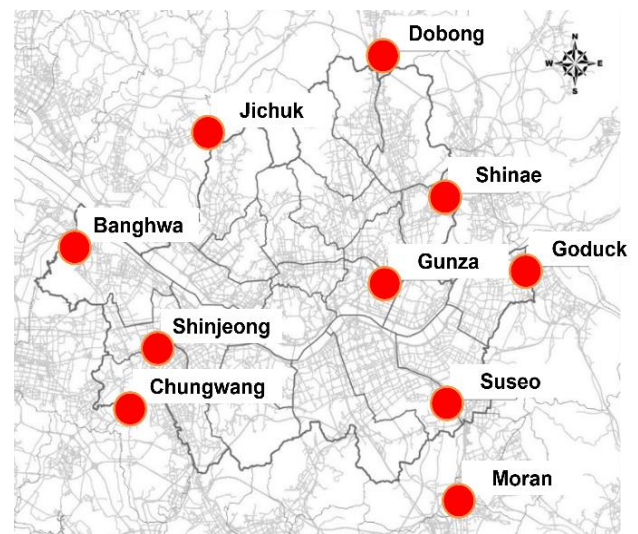 Dobong
N
W E
S
Jichuk
Shinae
Banghwa
Gunza
Goduck
Shinjeong
Chungwang
Suseo
Moran